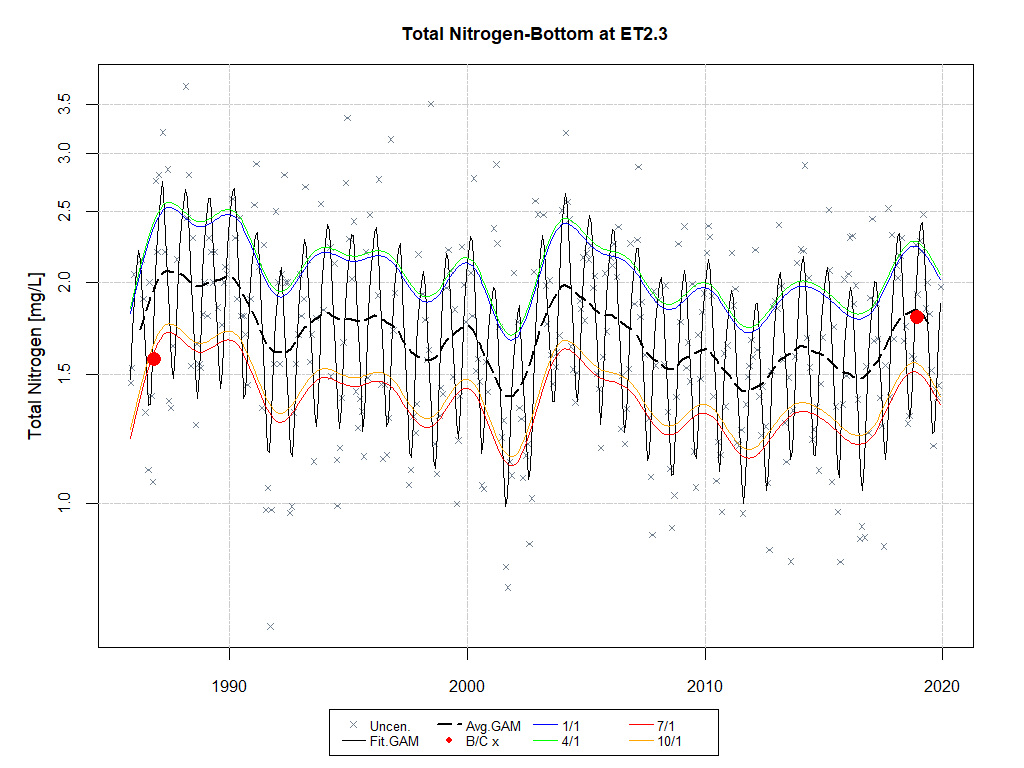 Total Nitrogen-Bottom at ET2.3
Total Nitrogen [mg/L]
3.5
3.0
2.5
2.0
1.5
1.0
1990 2000 2010 2020
Uncen. Avg.GAM 1/1 7/1
Fit.GAM B/C x 4/1 10/1